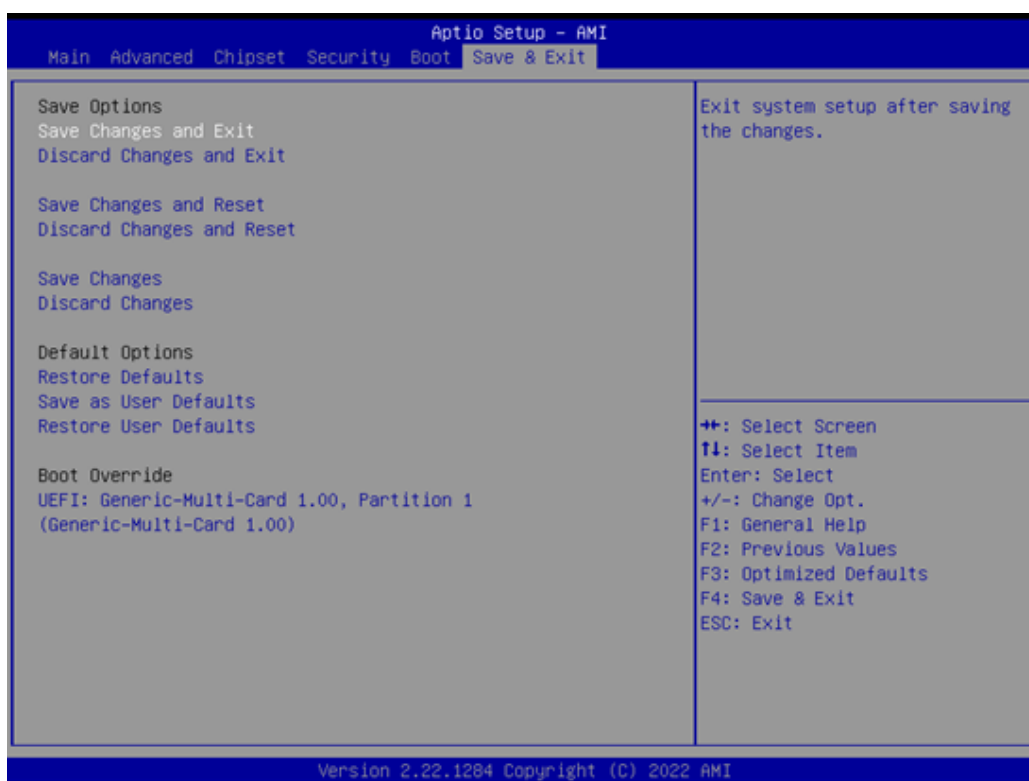 Aptio Setup – AMI
Main Advanced Chipset Security Boot Save & Exit
Save Options
Save Changes and Exit
Discard Changes and Exit
Save Changes and Reset
Discard Changes and Reset
Save Changes
Discard Changes
Default Options
Restore Defaults
Save as User Defaults
Restore User Defaults
Boot Override
UEFI: Generic-Multi-Card 1.00, Partition 1
(Generic-Multi-Card 1.00)
Exit system setup after saving
the changes.
→←: Select Screen
↑↓: Select Item
Enter: Select
+/-: Change Opt.
F1: General Help
F2: Previous Values
F3: Optimized Defaults
F4: Save & Exit
ESC: Exit
Version 2.22.1284 Copyright (C) 2022 AMI